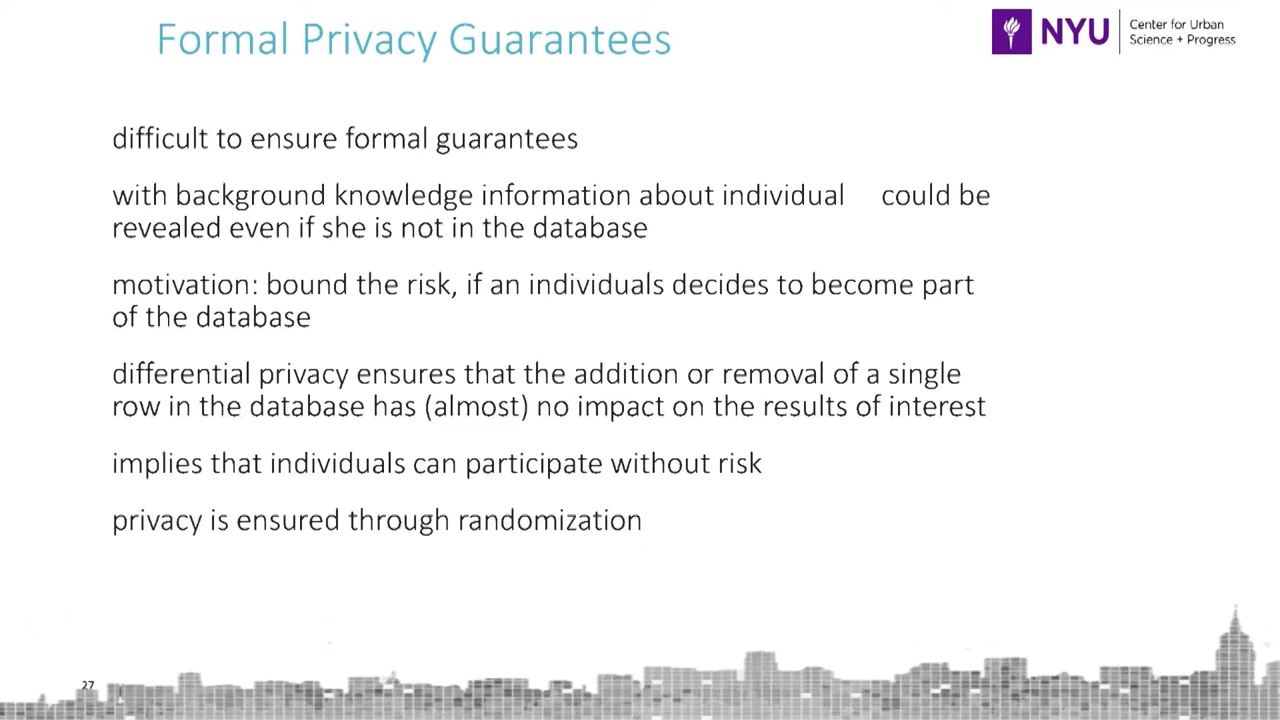 Formal Privacy Guarantees
NYU
Center for Urban
Science + Progress
difficult to ensure formal guarantees
with background knowledge information about individual could be
revealed even if she is not in the database
motivation: bound the risk, if an individuals decides to become part
of the database
differential privacy ensures that the addition or removal of a single
row in the database has (almost) no impact on the results of interest
implies that individuals can participate without risk
privacy is ensured through randomization
27